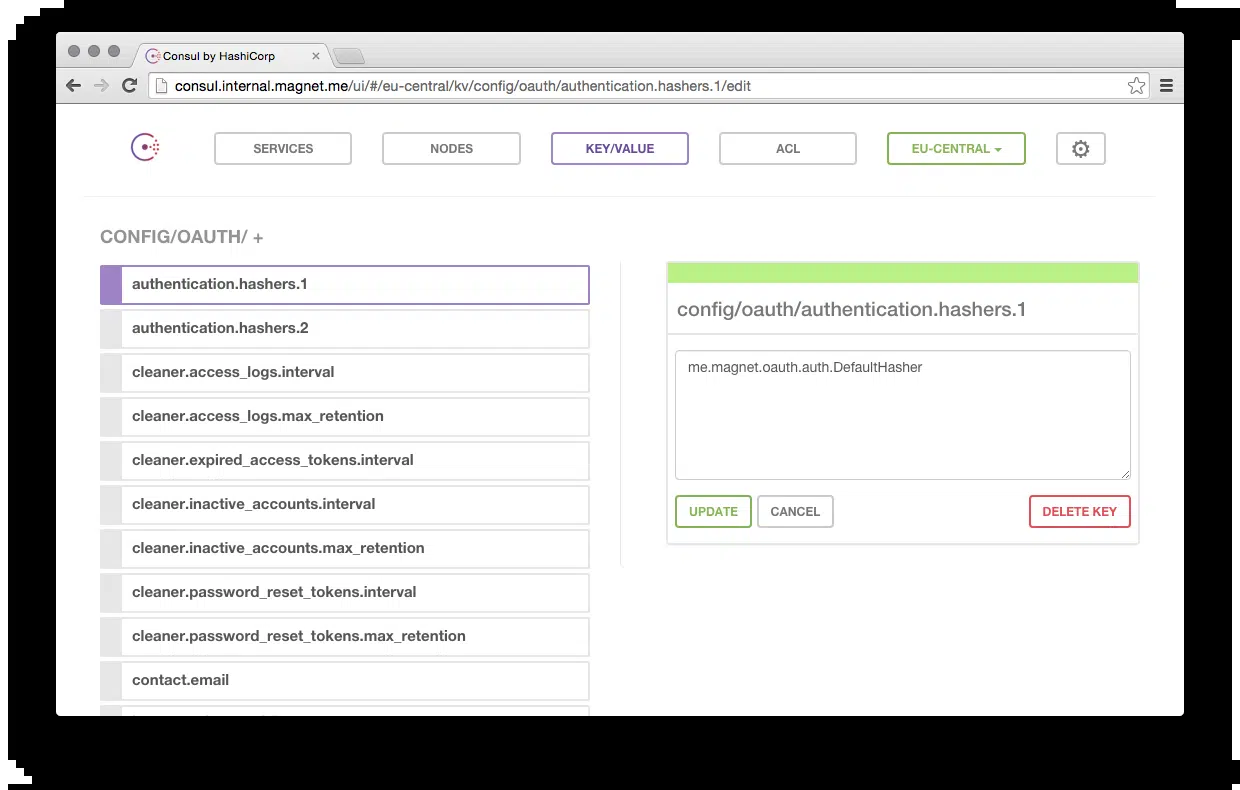 Consul by HashiCorp
consul.internal.magnet.me/ui/#/eu-central/kv/config/oauth/authentication.hashers.1/edit
SERVICES
NODES
KEY/VALUE
ACL
EU-CENTRAL
CONFIG/OAUTH/ +
authentication.hashers.1
authentication.hashers.2
cleaner.access_logs.interval
cleaner.access_logs.max_retention
cleaner.expired_access_tokens.interval
cleaner.inactive_accounts.interval
cleaner.inactive_accounts.max_retention
cleaner.password_reset_tokens.interval
cleaner.password_reset_tokens.max_retention
contact.email
config/oauth/authentication.hashers.1
me.magnet.oauth.auth.DefaultHasher
UPDATE
CANCEL
DELETE KEY